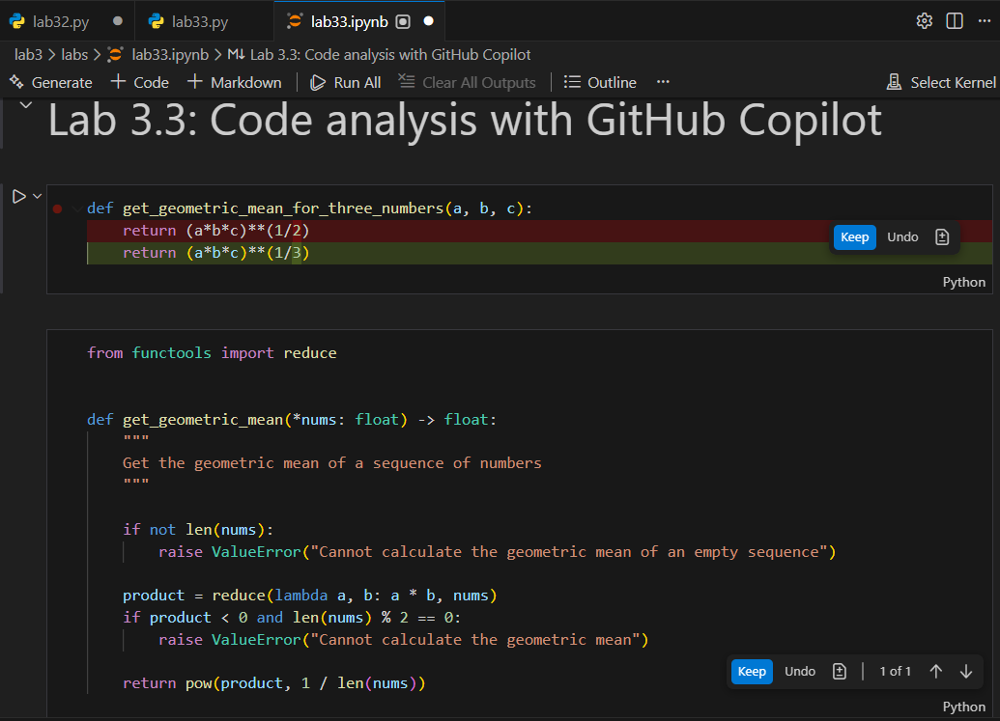 lab32.py
lab33.py
lab33.ipynb
lab3 > labs > lab33.ipynb > M↓ Lab 3.3: Code analysis with GitHub Copilot
Generate + Code + Markdown | Run All Clear All Outputs | Outline ... Select Kernel
Lab 3.3: Code analysis with GitHub Copilot
def get_geometric_mean_for_three_numbers(a, b, c):
    return (a*b*c)**(1/2)
    return (a*b*c)**(1/3)
Keep Undo
Python
from functools import reduce
def get_geometric_mean(*nums: float) -> float:
    """
    Get the geometric mean of a sequence of numbers
    """
    if not len(nums):
        raise ValueError("Cannot calculate the geometric mean of an empty sequence")
    product = reduce(lambda a, b: a * b, nums)
    if product < 0 and len(nums) % 2 == 0:
        raise ValueError("Cannot calculate the geometric mean")
    return pow(product, 1 / len(nums))
Keep Undo | 1 of 1 ↑ ↓
Python